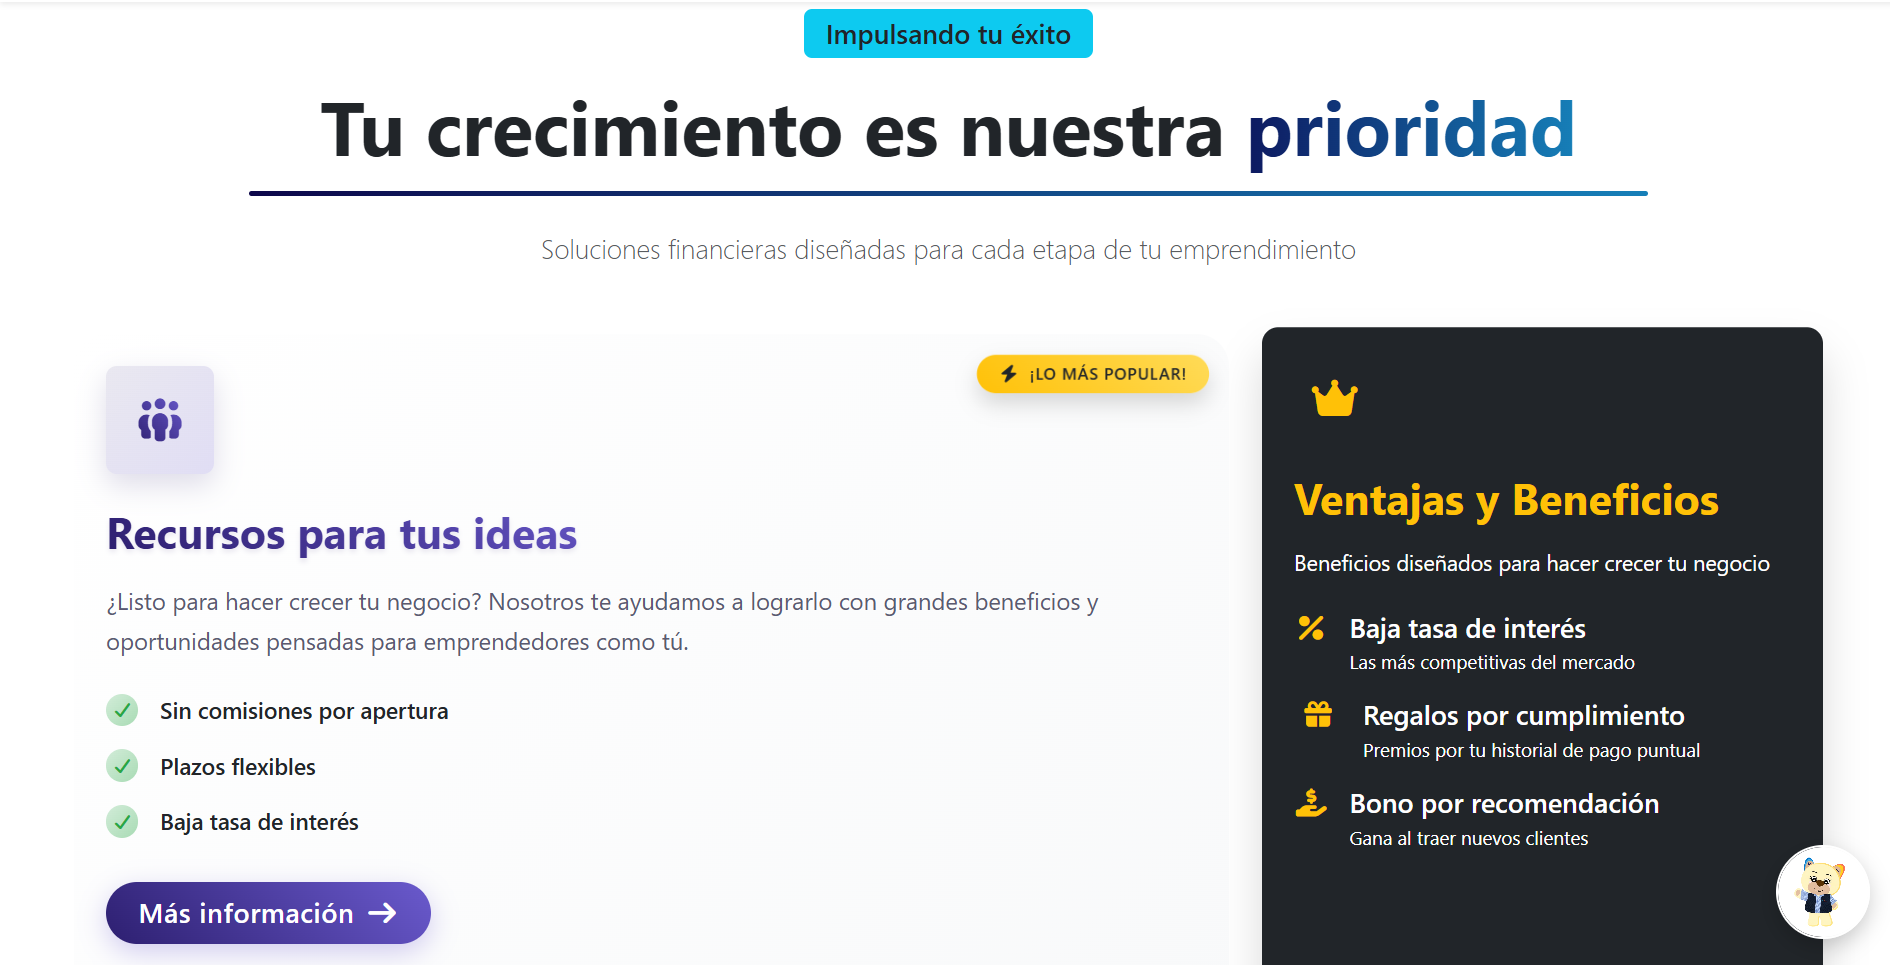 Impulsando tu éxito
Tu crecimiento es nuestra prioridad
Soluciones financieras diseñadas para cada etapa de tu emprendimiento
¡LO MÁS POPULAR!
Recursos para tus ideas
¿Listo para hacer crecer tu negocio? Nosotros te ayudamos a lograrlo con grandes beneficios y
oportunidades pensadas para emprendedores como tú.
Sin comisiones por apertura
Plazos flexibles
Baja tasa de interés
Más información
Ventajas y Beneficios
Beneficios diseñados para hacer crecer tu negocio
Baja tasa de interés
Las más competitivas del mercado
Regalos por cumplimiento
Premios por tu historial de pago puntual
Bono por recomendación
Gana al traer nuevos clientes